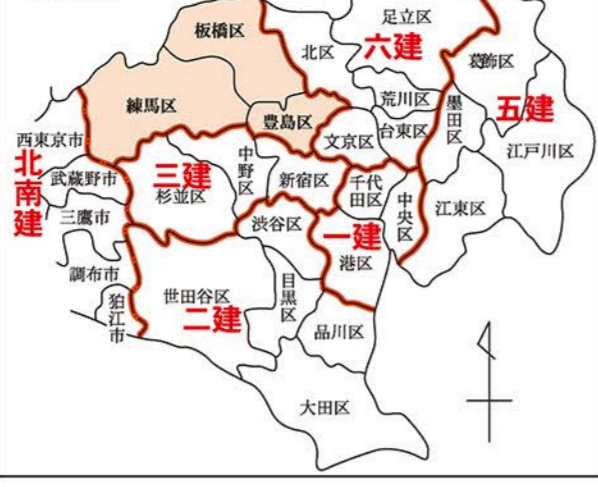 足立区
板橋区
北区
六建
葛飾区
練馬区
豊島区
荒川区
墨田区
五建
文京区
台東区
西東京市
江戸川区
北南建
武蔵野市
三建
中野区
新宿区
千代田区
杉並区
中央区
江東区
三鷹市
渋谷区
一建
港区
調布市
狛江市
世田谷区
目黒区
二建
品川区
大田区